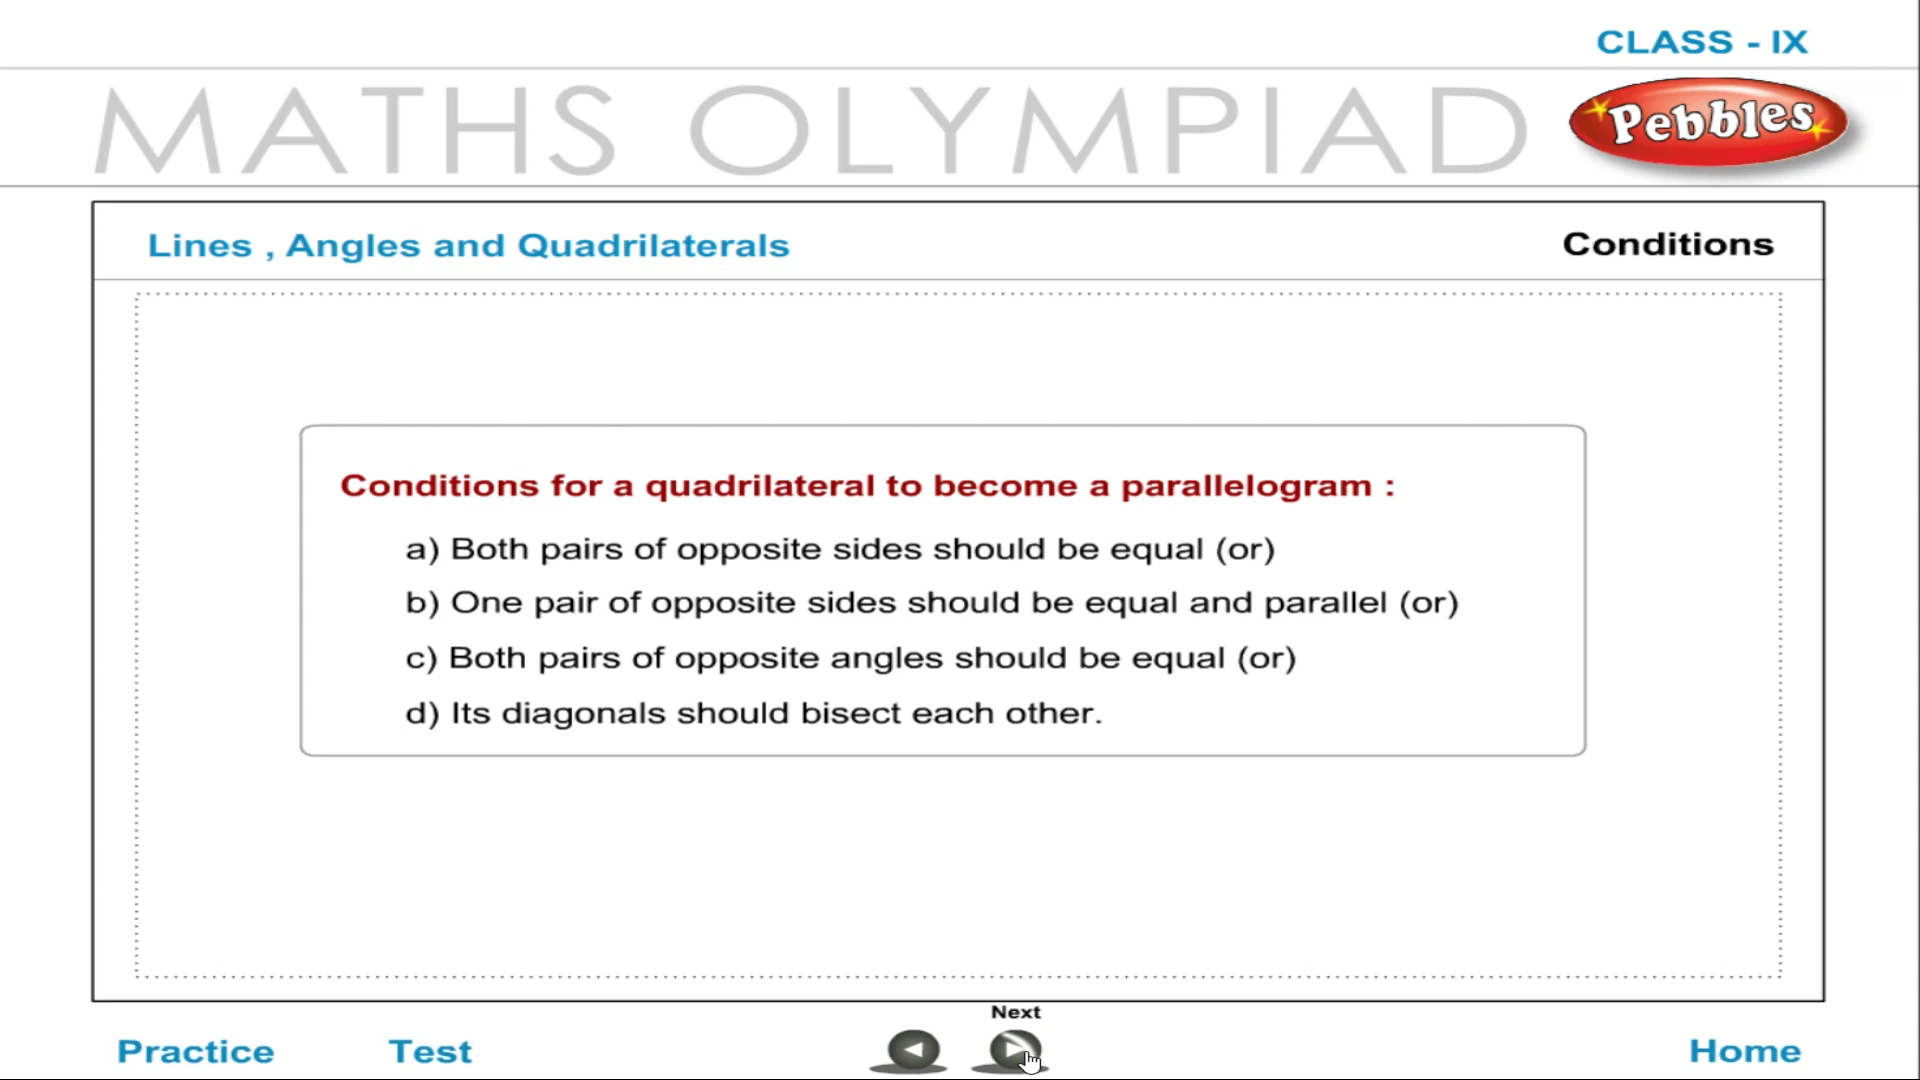 CLASS - IX
MATHS OLYMPIAD
Pebbles
Lines , Angles and Quadrilaterals
Conditions
Conditions for a quadrilateral to become a parallelogram :
a) Both pairs of opposite sides should be equal (or)
b) One pair of opposite sides should be equal and parallel (or)
c) Both pairs of opposite angles should be equal (or)
d) Its diagonals should bisect each other.
Next
Practice
Test
Home